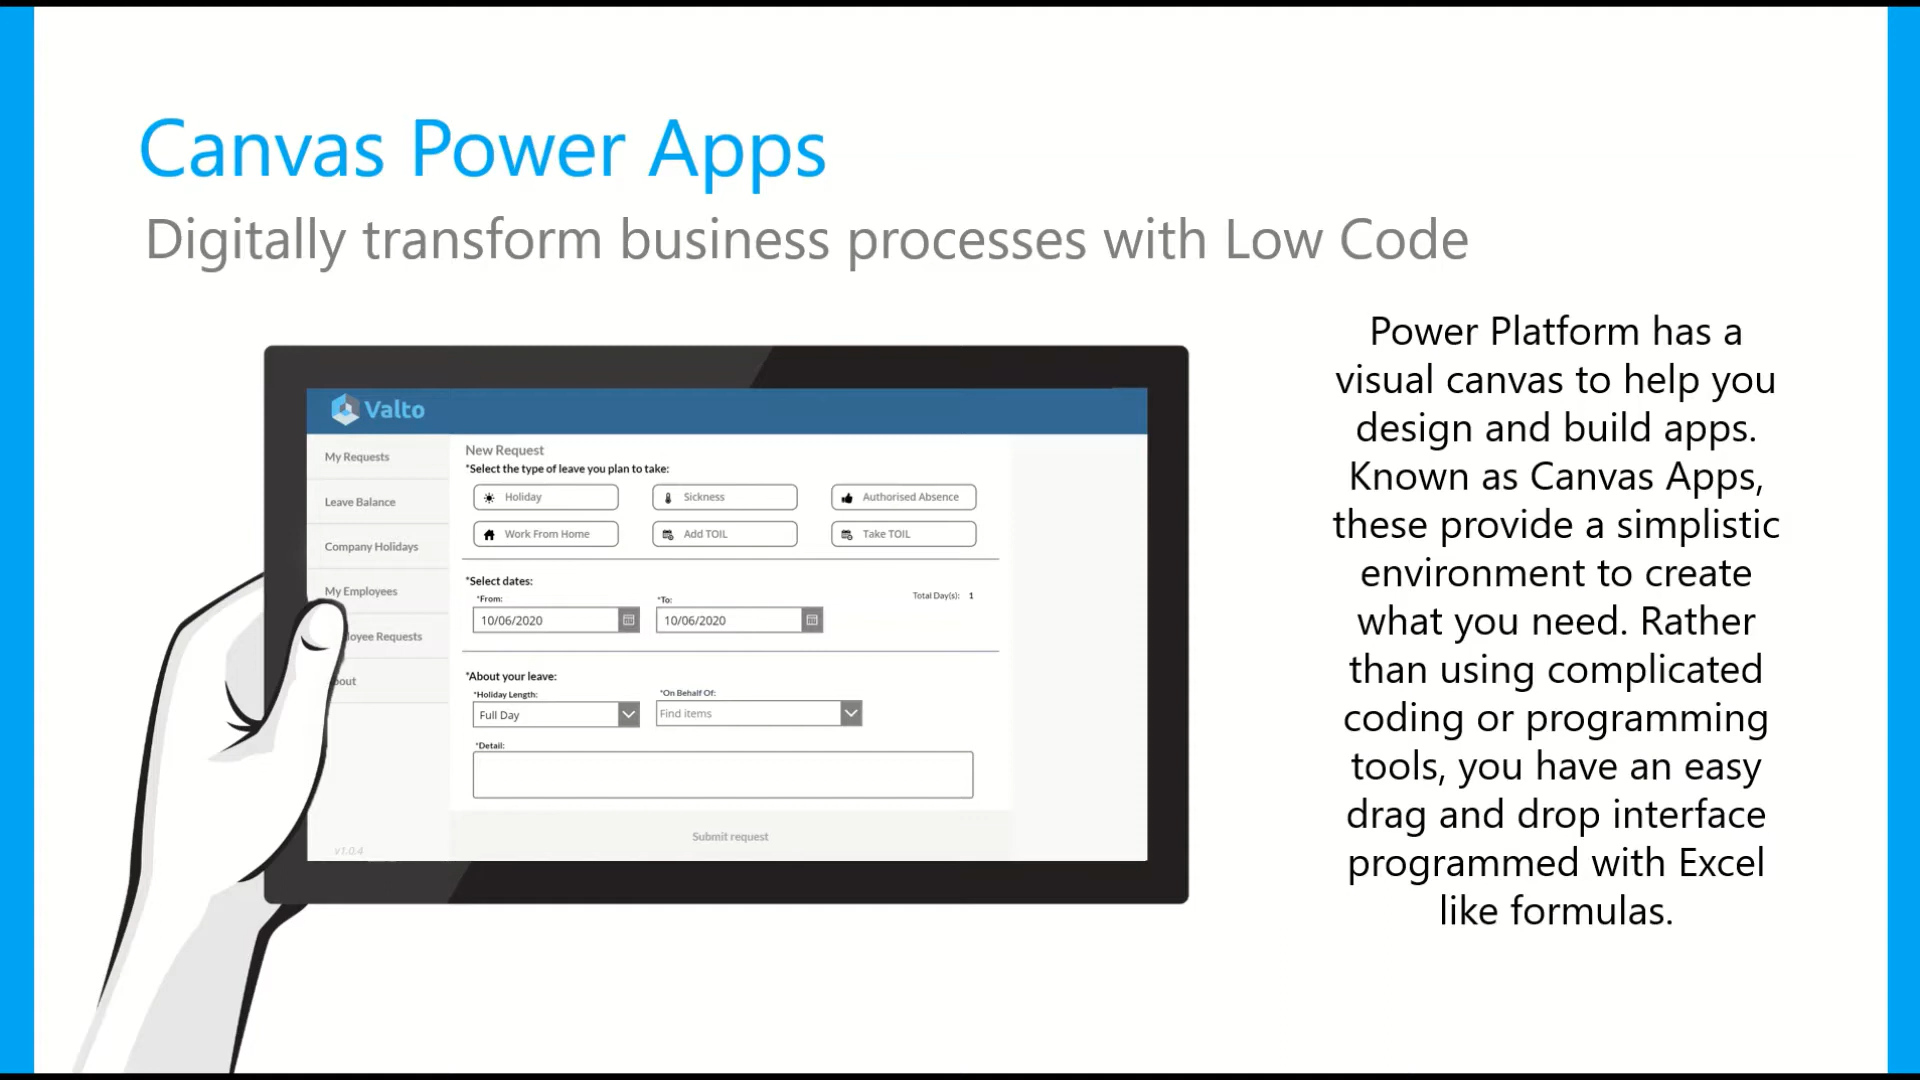 Canvas Power Apps
Digitally transform business processes with Low Code
Valto
My Requests
Leave Balance
Company Holidays
My Employees
loyee Requests
out
v1.0.4
New Request
*Select the type of leave you plan to take:
Holiday
Sickness
Authorised Absence
Work From Home
Add TOIL
Take TOIL
*Select dates:
*From:
*To:
Total Day(s): 1
10/06/2020
10/06/2020
*About your leave:
*Holiday Length:
*On Behalf Of:
Full Day
Find items
*Detail:
Submit request
Power Platform has a
visual canvas to help you
design and build apps.
Known as Canvas Apps,
these provide a simplistic
environment to create
what you need. Rather
than using complicated
coding or programming
tools, you have an easy
drag and drop interface
programmed with Excel
like formulas.